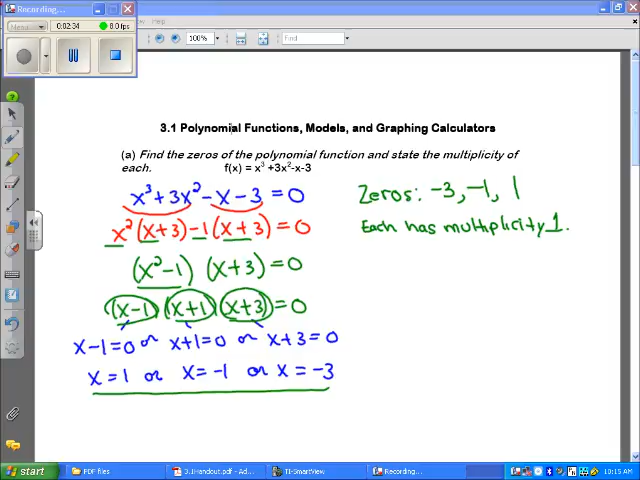 Recording...
Menu
00:02:34
8.0 fps
Help
100%
Find
3.1 Polynomial Functions, Models, and Graphing Calculators
(a) Find the zeros of the polynomial function and state the multiplicity of
each. f(x) = x³ +3x²-x-3
x³+3x²-x-3=0
Zeros: -3, -1, 1
x²(x+3)-1(x+3)=0
Each has multiplicity 1.
(x²-1)(x+3)=0
(x-1)(x+1)(x+3)=0
x-1=0 or x+1=0 or x+3=0
x=1 or x=-1 or x=-3
start
PDF files
3.1Handout.pdf - Ad...
TI-SmartView
Recording...
10:15 AM